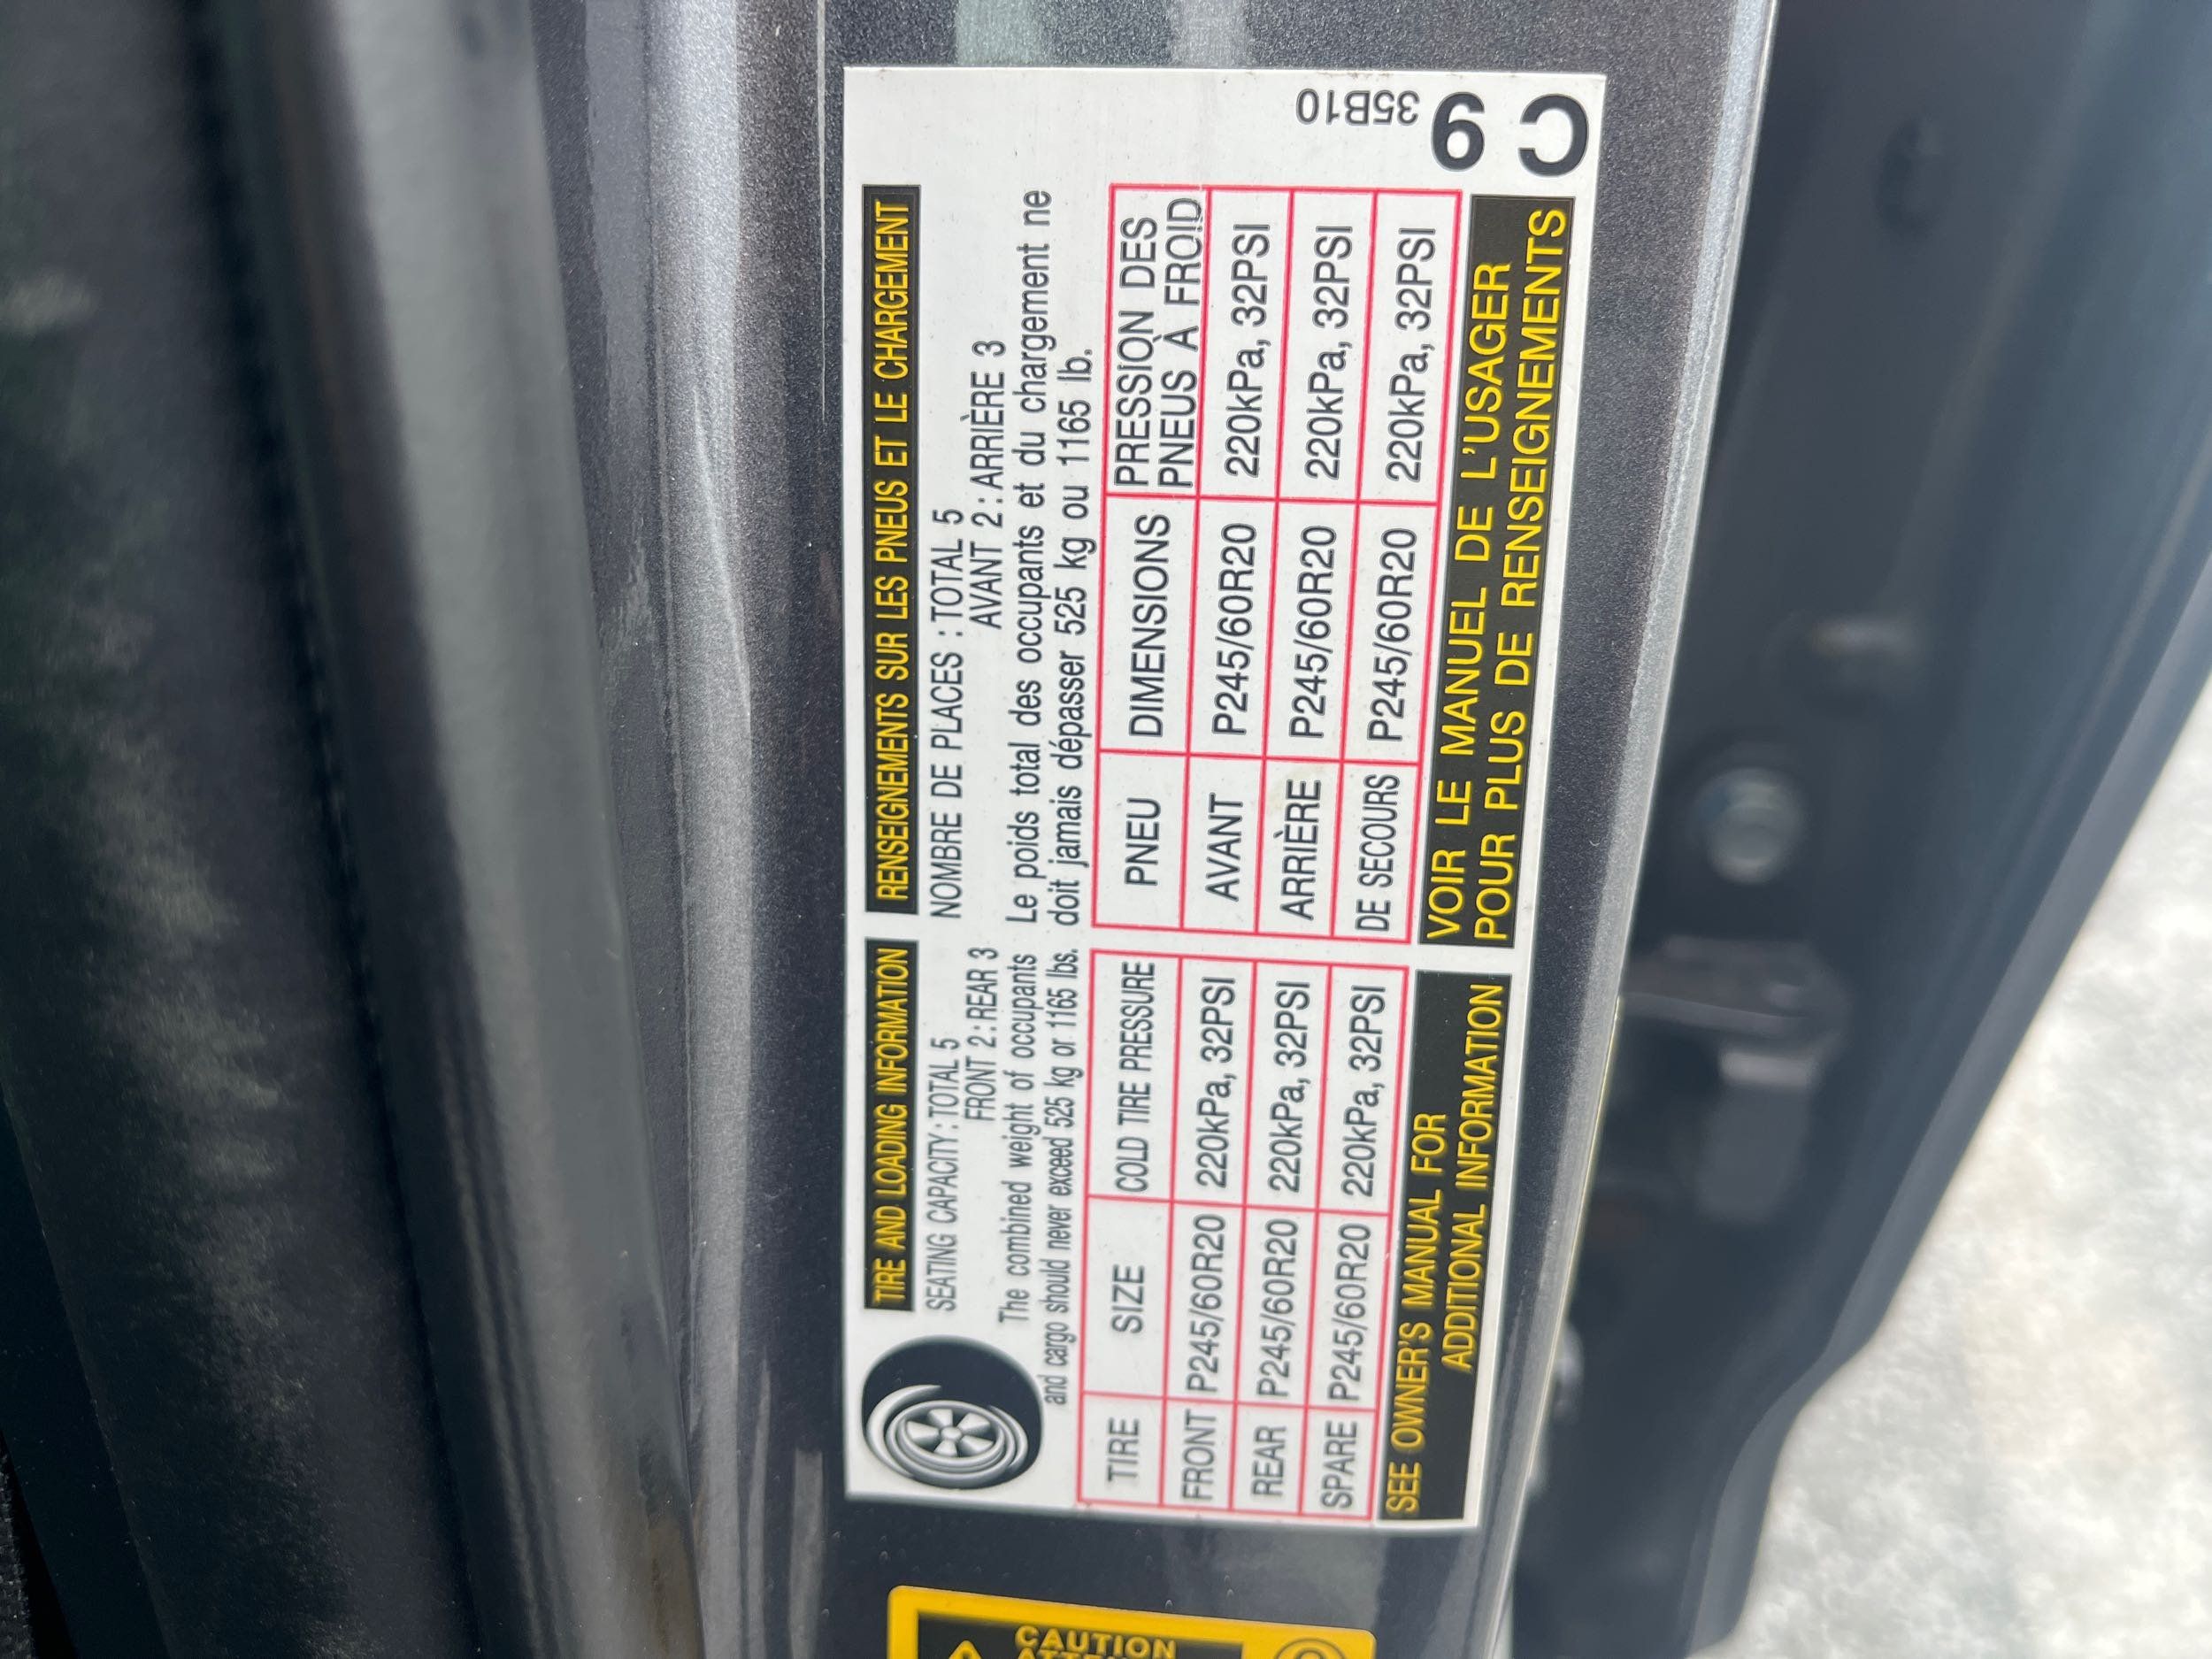 TIRE AND LOADING INFORMATION
SEATING CAPACITY : TOTAL 5
FRONT 2 : REAR 3
The combined weight of occupants
and cargo should never exceed 525 kg or 1165 lbs.
TIRE SIZE COLD TIRE PRESSURE
FRONT P245/60R20 220kPa, 32PSI
REAR P245/60R20 220kPa, 32PSI
SPARE P245/60R20 220kPa, 32PSI
SEE OWNER'S MANUAL FOR
ADDITIONAL INFORMATION
RENSEIGNEMENTS SUR LES PNEUS ET LE CHARGEMENT
NOMBRE DE PLACES : TOTAL 5
AVANT 2 : ARRIÈRE 3
Le poids total des occupants et du chargement ne
doit jamais dépasser 525 kg ou 1165 lb.
PNEU DIMENSIONS PRESSION DES
PNEUS À FROID
AVANT P245/60R20 220kPa, 32PSI
ARRIÈRE P245/60R20 220kPa, 32PSI
DE SECOURS P245/60R20 220kPa, 32PSI
VOIR LE MANUEL DE L'USAGER
POUR PLUS DE RENSEIGNEMENTS
35B10
C9
CAUTION